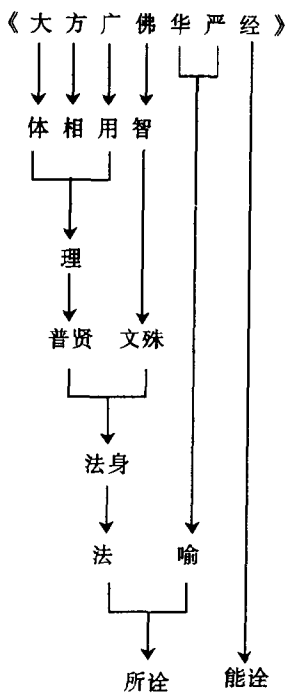 《大方广佛华严经》
体 相 用 智
理
普贤 文殊
法身
法 喻
所诠 能诠